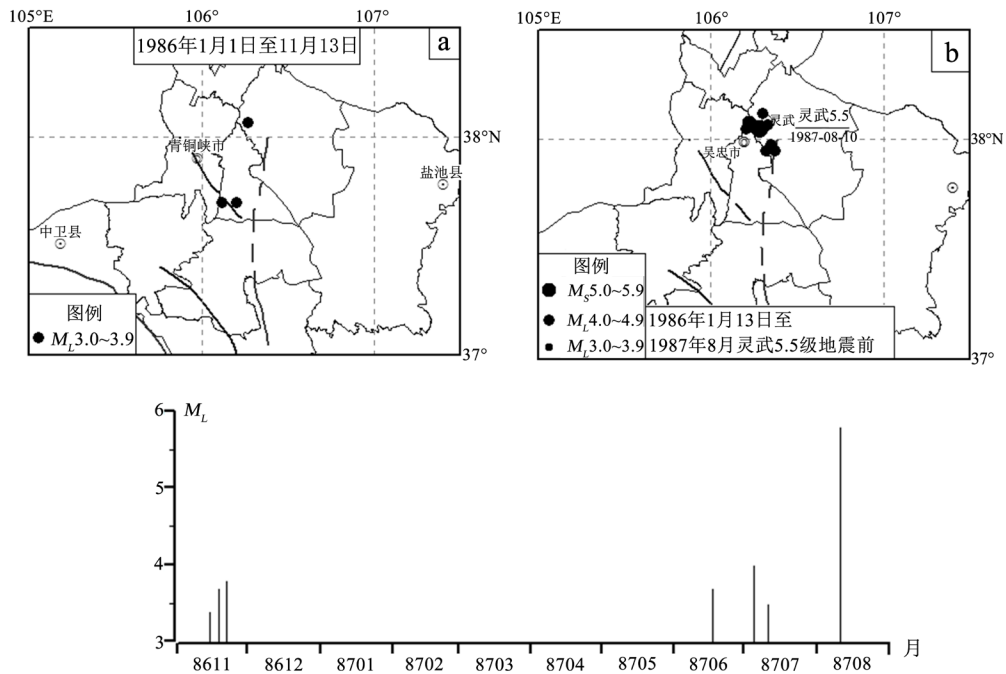 105°E
106°
107°
1986年1月1日至11月13日
a
38°N
青铜峡市
盐池县
中卫县
图例
M_L3.0~3.9
37°
105°E
106°
107°
b
灵武
灵武5.5
1987-08-10
38°N
吴忠市
图例
M_S5.0~5.9
M_L4.0~4.9
M_L3.0~3.9
1986年1月13日至
1987年8月灵武5.5级地震前
37°
6
M_L
5
4
3
8611 8612 8701 8702 8703 8704 8705 8706 8707 8708
月